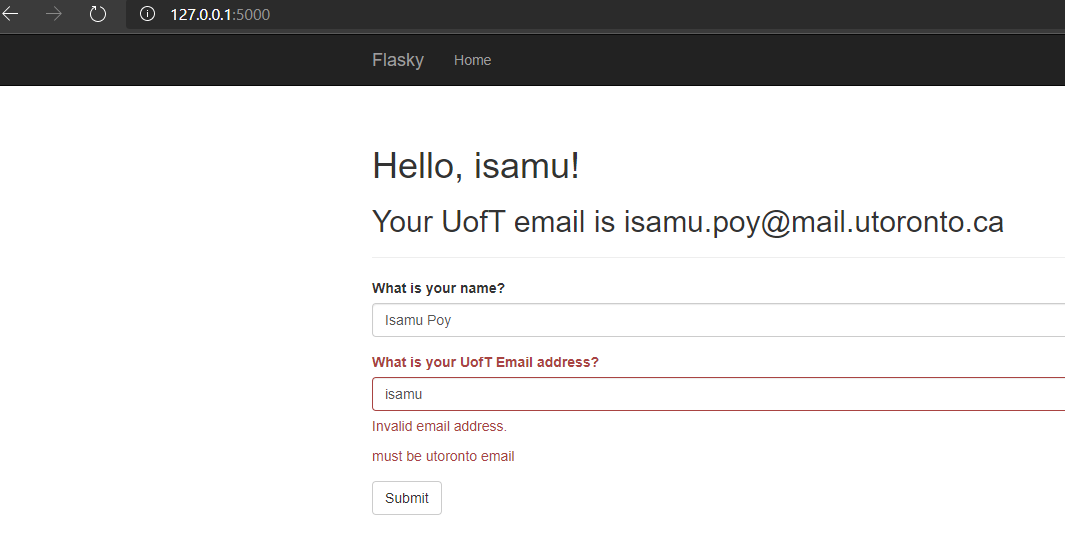 127.0.0.1:5000
Flasky Home
Hello, isamu!
Your UofT email is isamu.poy@mail.utoronto.ca
What is your name?
Isamu Poy
What is your UofT Email address?
isamu
Invalid email address.
must be utoronto email
Submit